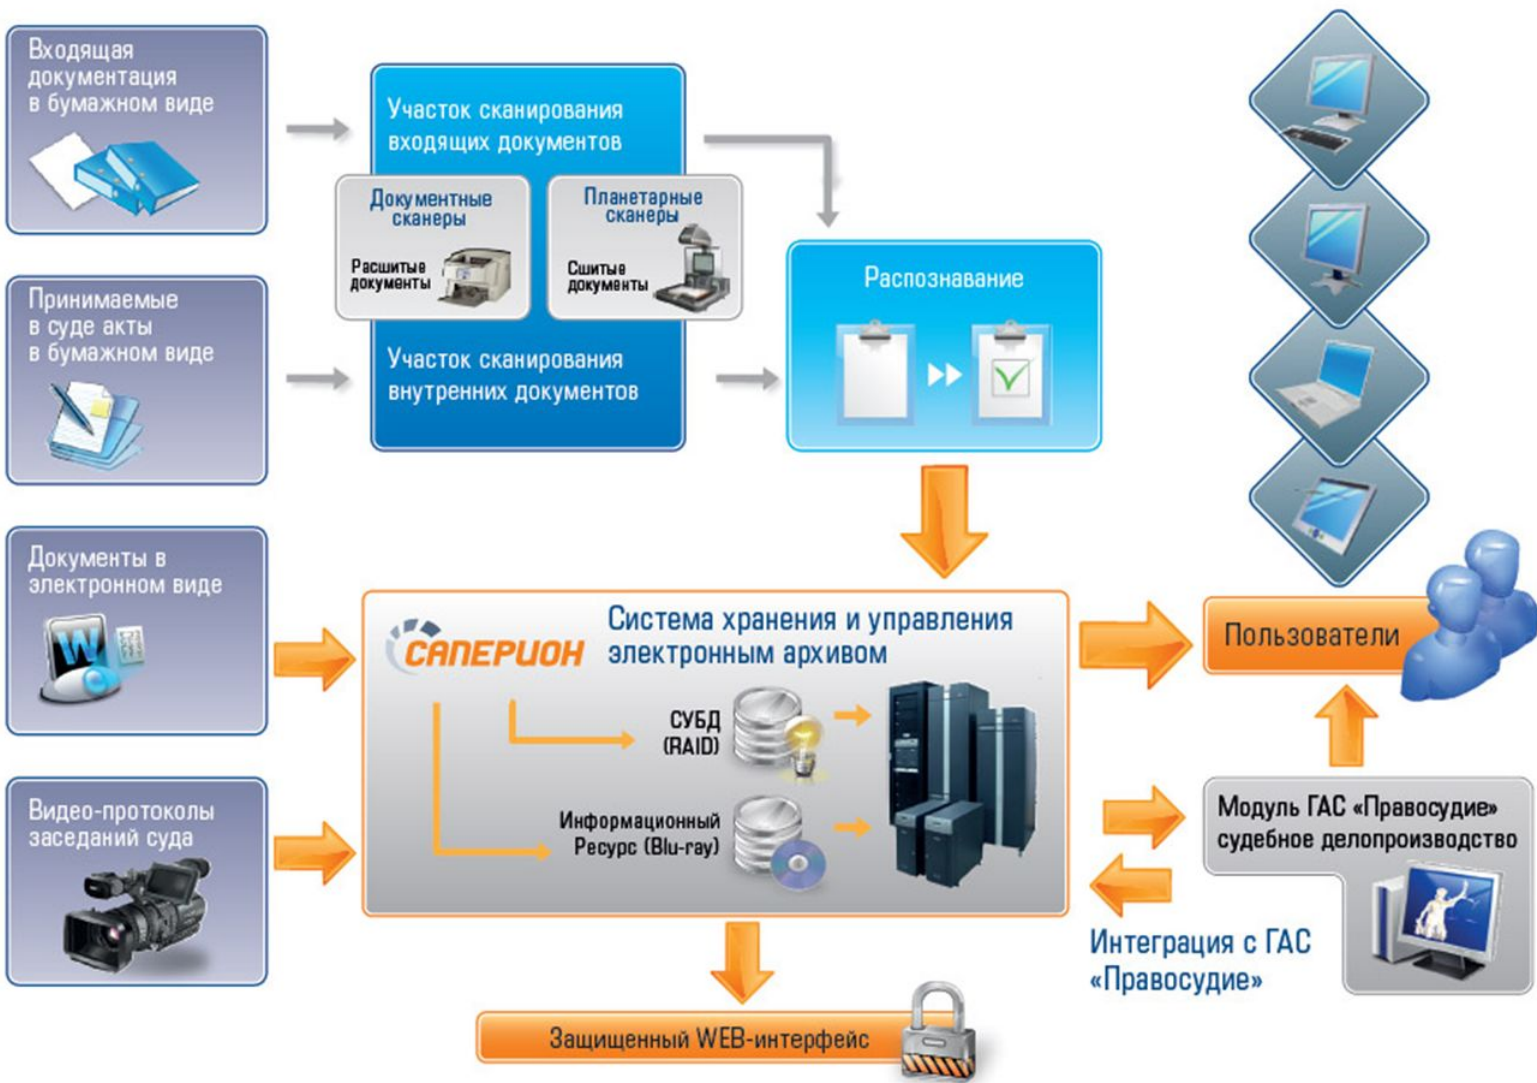 Входящая
документация
в бумажном виде
Участок сканирования
входящих документов
Документные
сканеры
Расшитые
документы
Планетарные
сканеры
Сшитые
документы
Участок сканирования
внутренних документов
Распознавание
Принимаемые
в суде акты
в бумажном виде
Документы в
электронном виде
W
Видео-протоколы
заседаний суда
САПЕРИОН
Система хранения и управления
электронным архивом
СУБД
(RAID)
Информационный
Ресурс (Blu-ray)
Пользователи
Модуль ГАС «Правосудие»
судебное делопроизводство
Интеграция с ГАС
«Правосудие»
Защищенный WEB-интерфейс